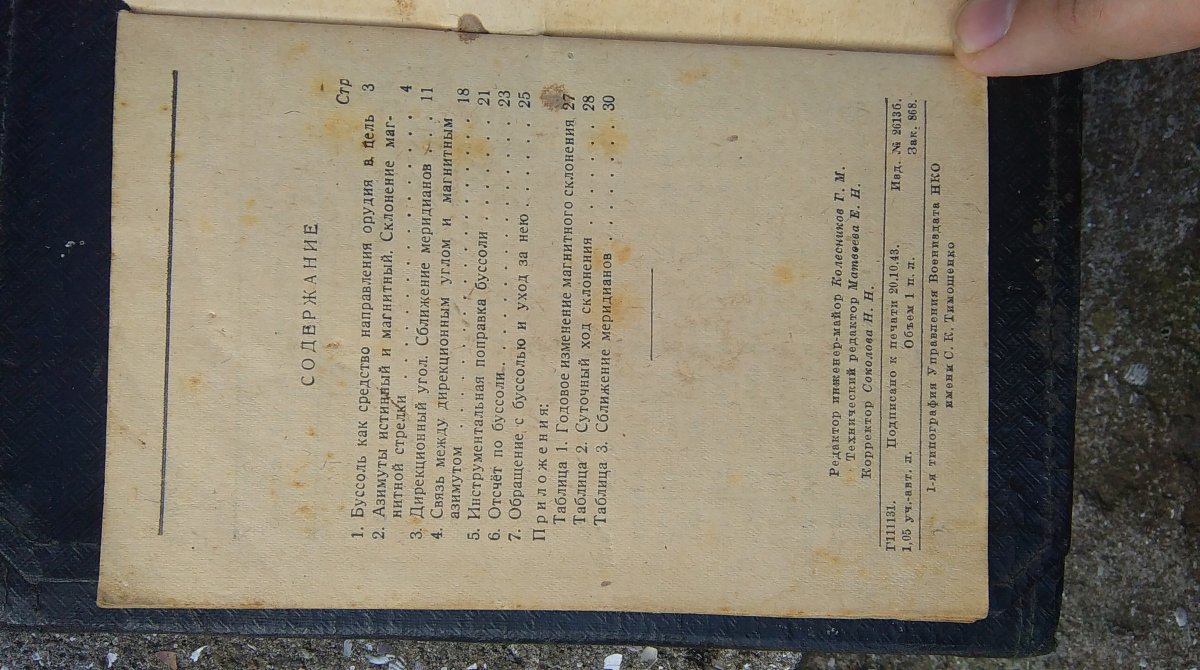 СОДЕРЖАНИЕ
Стр
1. Буссоль как средство направления орудия в цель 3
2. Азимуты истинный и магнитный. Склонение маг-
нитной стрелки . . . . . . . . . . . . . . . . 4
3. Дирекционный угол. Сближение меридианов . . . . 11
4. Связь между дирекционным углом и магнитным
азимутом . . . . . . . . . . . . . . . . . . 18
5. Инструментальная поправка буссоли . . . . . . . 21
6. Отсчёт по буссоли . . . . . . . . . . . . . . 23
7. Обращение с буссолью и уход за нею . . . . . . 25
Приложения:
Таблица 1. Годовое изменение магнитного склонения 27
Таблица 2. Суточный ход склонения . . . . . . . 28
Таблица 3. Сближение меридианов . . . . . . . . 30
Редактор инженер-майор Колесников Г. М.
Технический редактор Матвеева Е. Н.
Корректор Соколова Н. Н.
Г111131. Подписано к печати 20.10.43. Изд. № 2613б.
1,05 уч.-авт. л. Объем 1 п. л. Зак. 868.
1-я типография Управления Воениздата НКО
имени С. К. Тимошенко